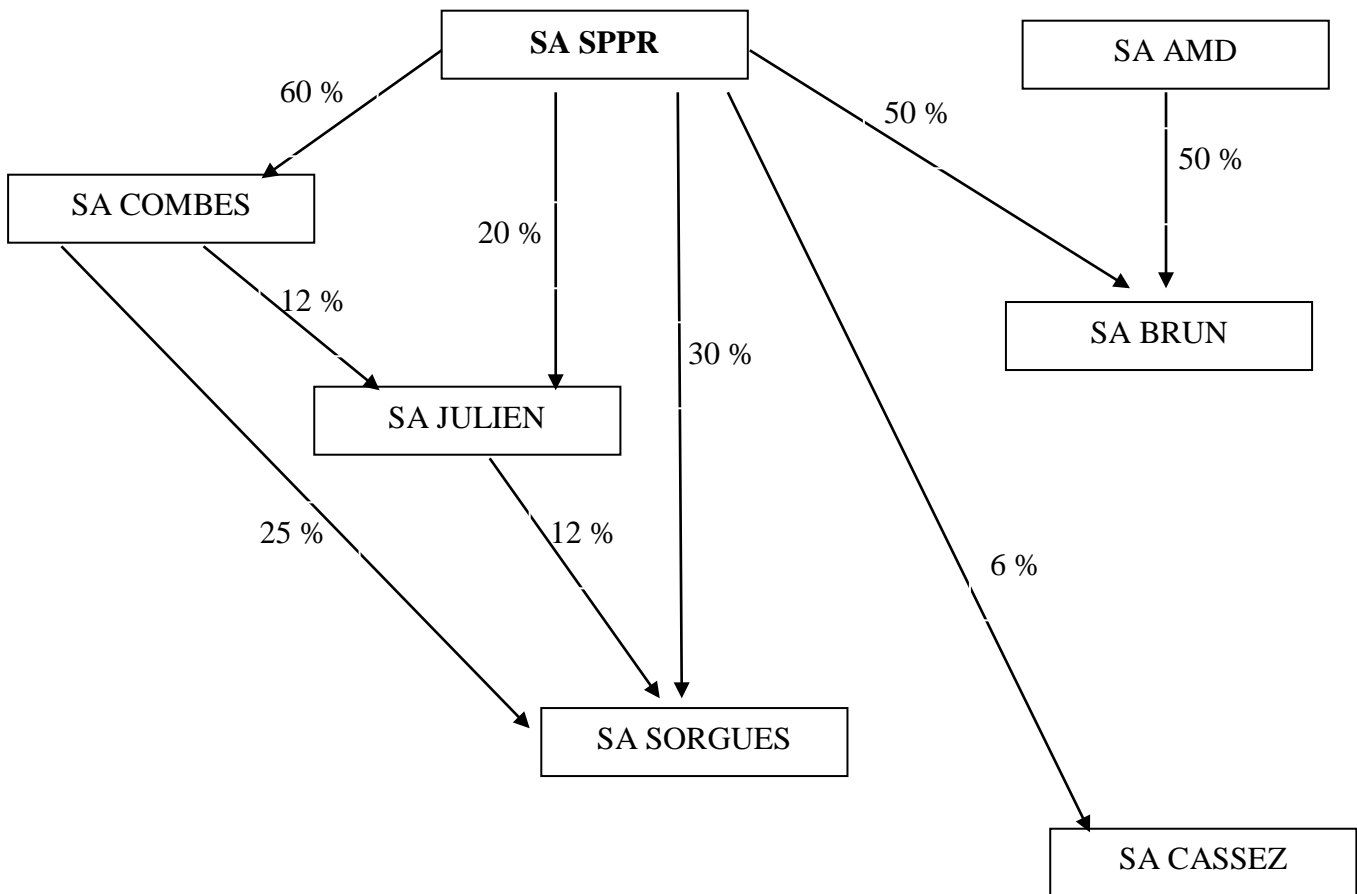 SA SPPR
SA AMD
60 %
50 %
50 %
SA COMBES
20 %
12 %
SA BRUN
30 %
SA JULIEN
25 %
12 %
6 %
SA SORGUES
SA CASSEZ